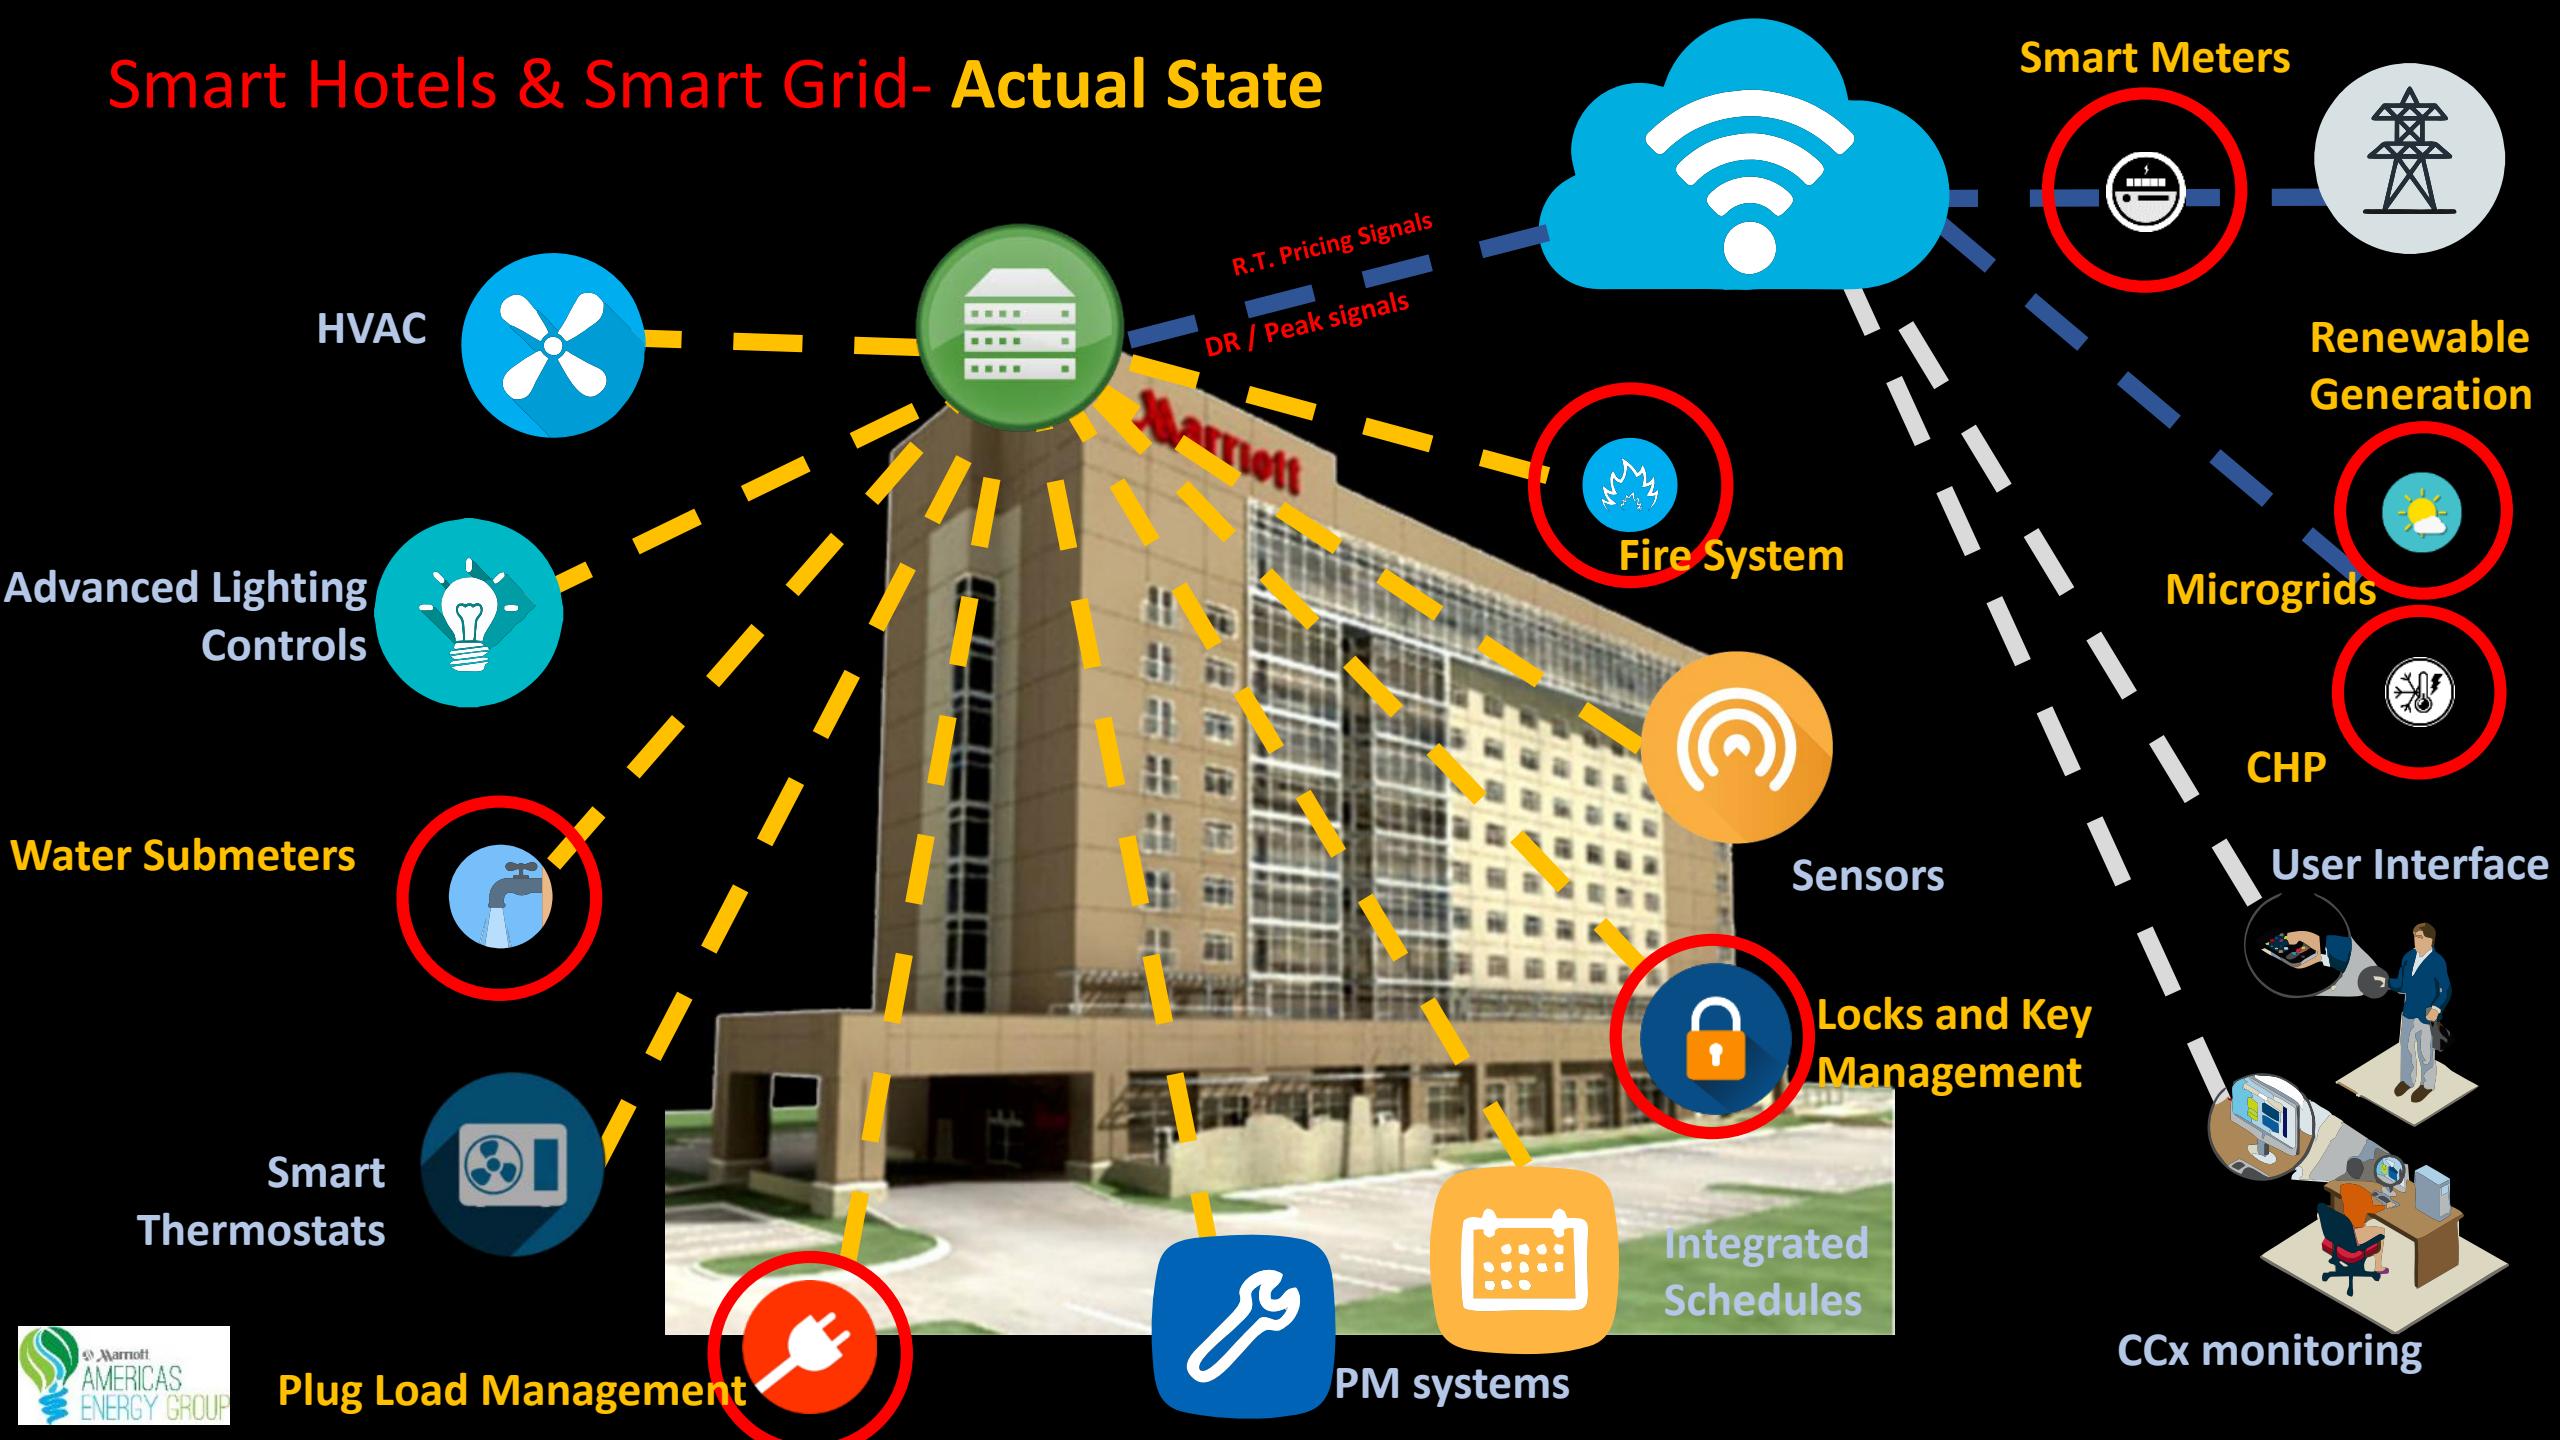 Smart Hotels & Smart Grid- Actual State
Smart Meters
R.T. Pricing Signals
DR / Peak signals
HVAC
Renewable
Generation
Marriott
Fire System
Advanced Lighting
Controls
Microgrids
CHP
Water Submeters
User Interface
Sensors
Locks and Key
Management
Smart
Thermostats
Integrated
Schedules
CCx monitoring
PM systems
Plug Load Management
Marriott
AMERICAS
ENERGY GROUP